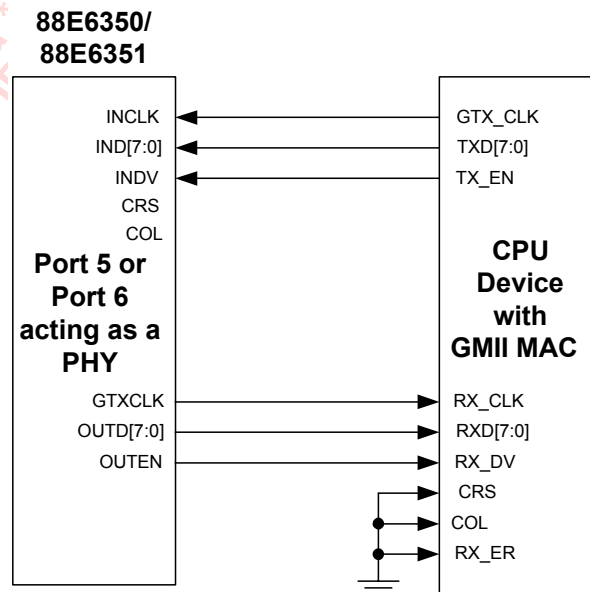 88E6350/
88E6351
INCLK
IND[7:0]
INDV
CRS
COL
Port 5 or
Port 6
acting as a
PHY
GTXCLK
OUTD[7:0]
OUTEN
GTX_CLK
TXD[7:0]
TX_EN
CPU
Device
with
GMII MAC
RX_CLK
RXD[7:0]
RX_DV
CRS
COL
RX_ER